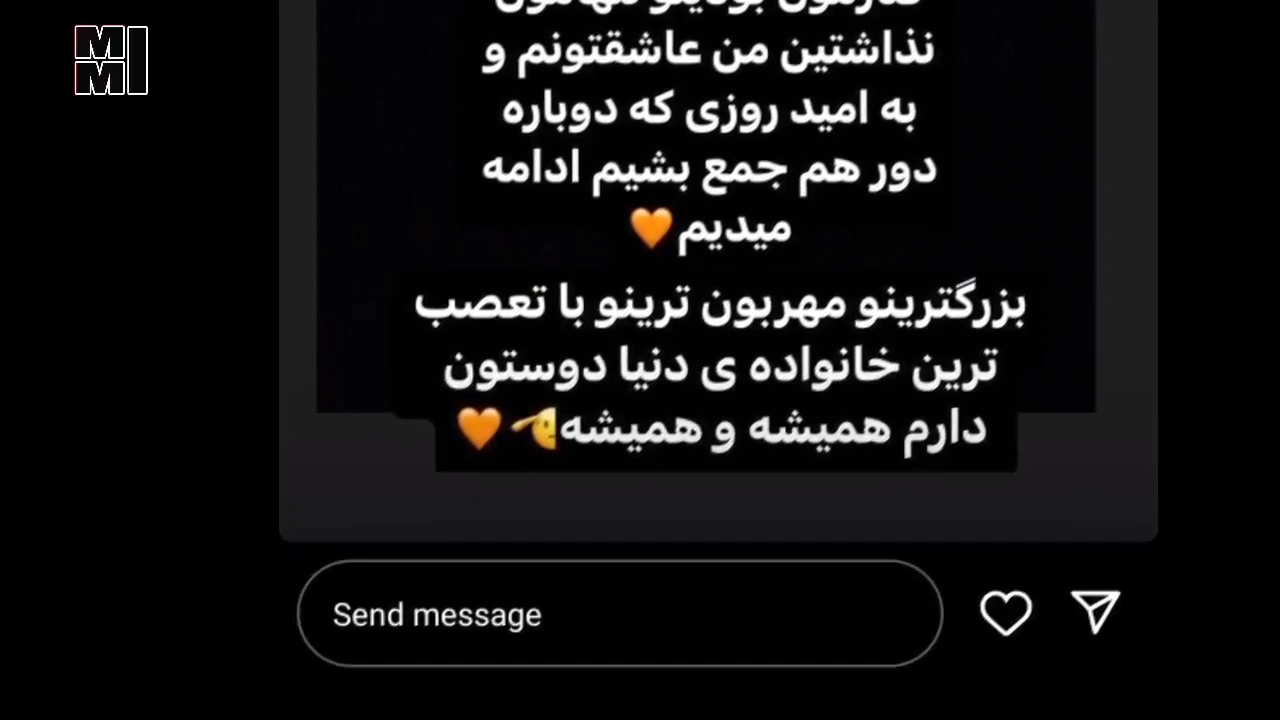 MMI
نذاشتین من عاشقتونم و
به امید روزی که دوباره
دور هم جمع بشیم ادامه
میدیم🧡
بزرگترینو مهربون ترینو با تعصب
ترین خانواده ی دنیا دوستون
دارم همیشه و همیشه🫡🧡
Send message